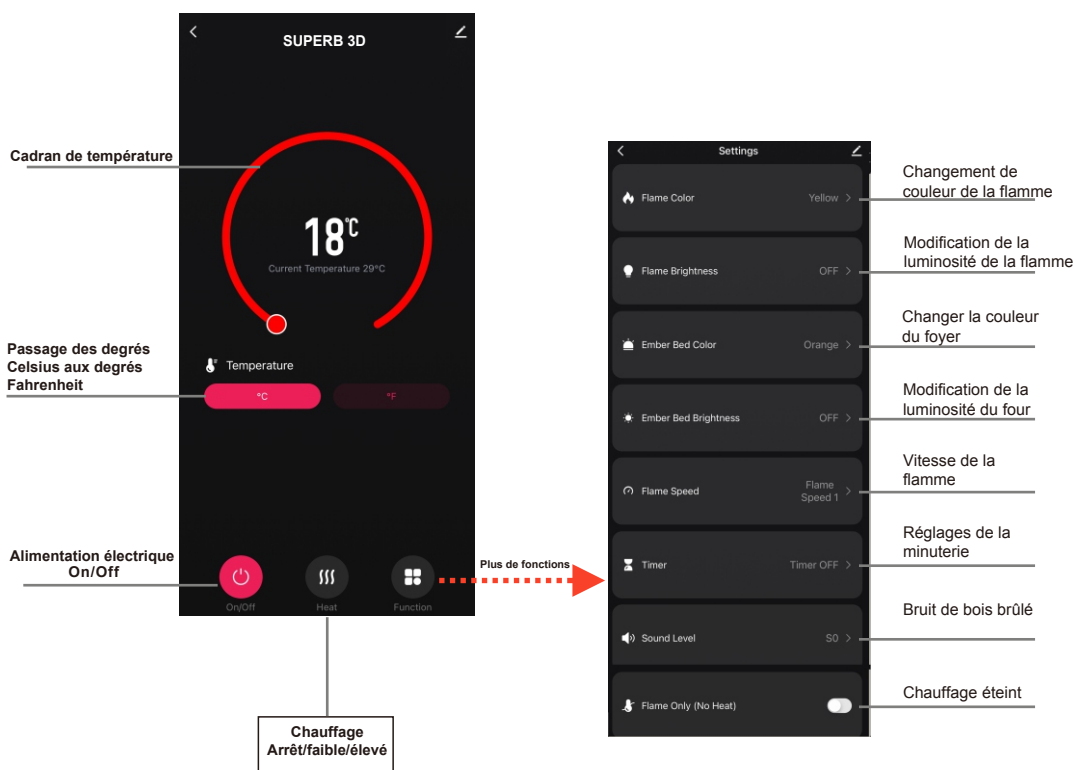 SUPERB 3D
Cadran de température
18°C
Current Temperature 29°C
Passage des degrés
Celsius aux degrés
Fahrenheit
Temperature
°C
°F
Alimentation électrique
On/Off
On/Off
Heat
Function
Plus de fonctions
Chauffage
Arrêt/faible/élevé
Settings
Flame Color
Yellow
Changement de
couleur de la flamme
Flame Brightness
OFF
Modification de la
luminosité de la flamme
Ember Bed Color
Orange
Changer la couleur
du foyer
Ember Bed Brightness
OFF
Modification de la
luminosité du four
Flame Speed
Flame
Speed 1
Vitesse de la
flamme
Timer
Timer OFF
Réglages de la
minuterie
Sound Level
S0
Bruit de bois brûlé
Flame Only (No Heat)
Chauffage éteint